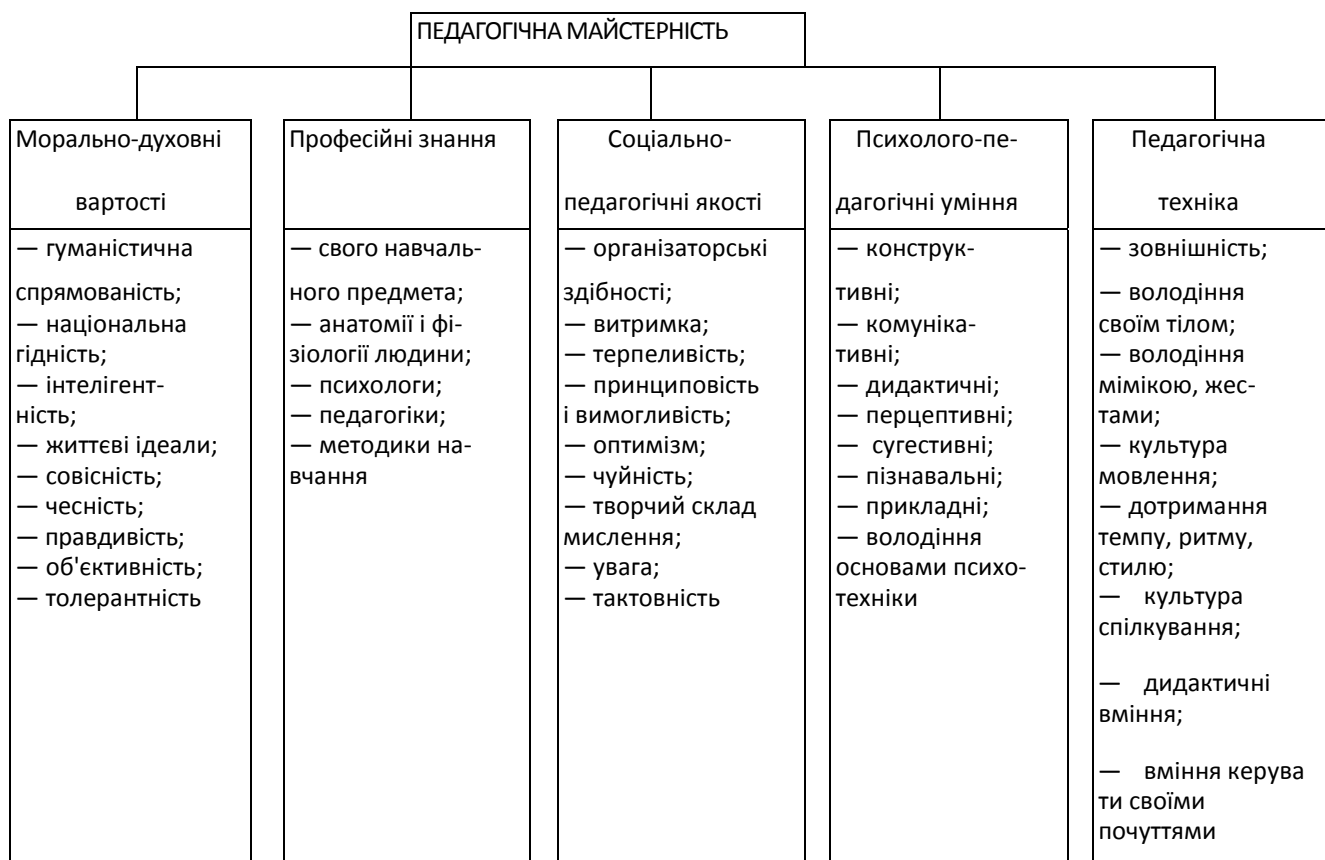 ПЕДАГОГІЧНА МАЙСТЕРНІСТЬ
Морально-духовні
вартості
— гуманістична
спрямованість;
— національна
гідність;
— інтелігент-
ність;
— життєві ідеали;
— совісність;
— чесність;
— правдивість;
— об'єктивність;
— толерантність
Професійні знання
— свого навчаль-
ного предмета;
— анатомії і фі-
зіології людини;
— психологи;
— педагогіки;
— методики на-
вчання
Соціально-
педагогічні якості
— організаторські
здібності;
— витримка;
— терпеливість;
— принциповість
і вимогливість;
— оптимізм;
— чуйність;
— творчий склад
мислення;
— увага;
— тактовність
Психолого-пе-
дагогічні уміння
— конструк-
тивні;
— комуніка-
тивні;
— дидактичні;
— перцептивні;
— сугестивні;
— пізнавальні;
— прикладні;
— володіння
основами психо-
техніки
Педагогічна
техніка
— зовнішність;
— володіння
своїм тілом;
— володіння
мімікою, жес-
тами;
— культура
мовлення;
— дотримання
темпу, ритму,
стилю;
— культура
спілкування;
— дидактичні
вміння;
— вміння керува
ти своїми
почуттями